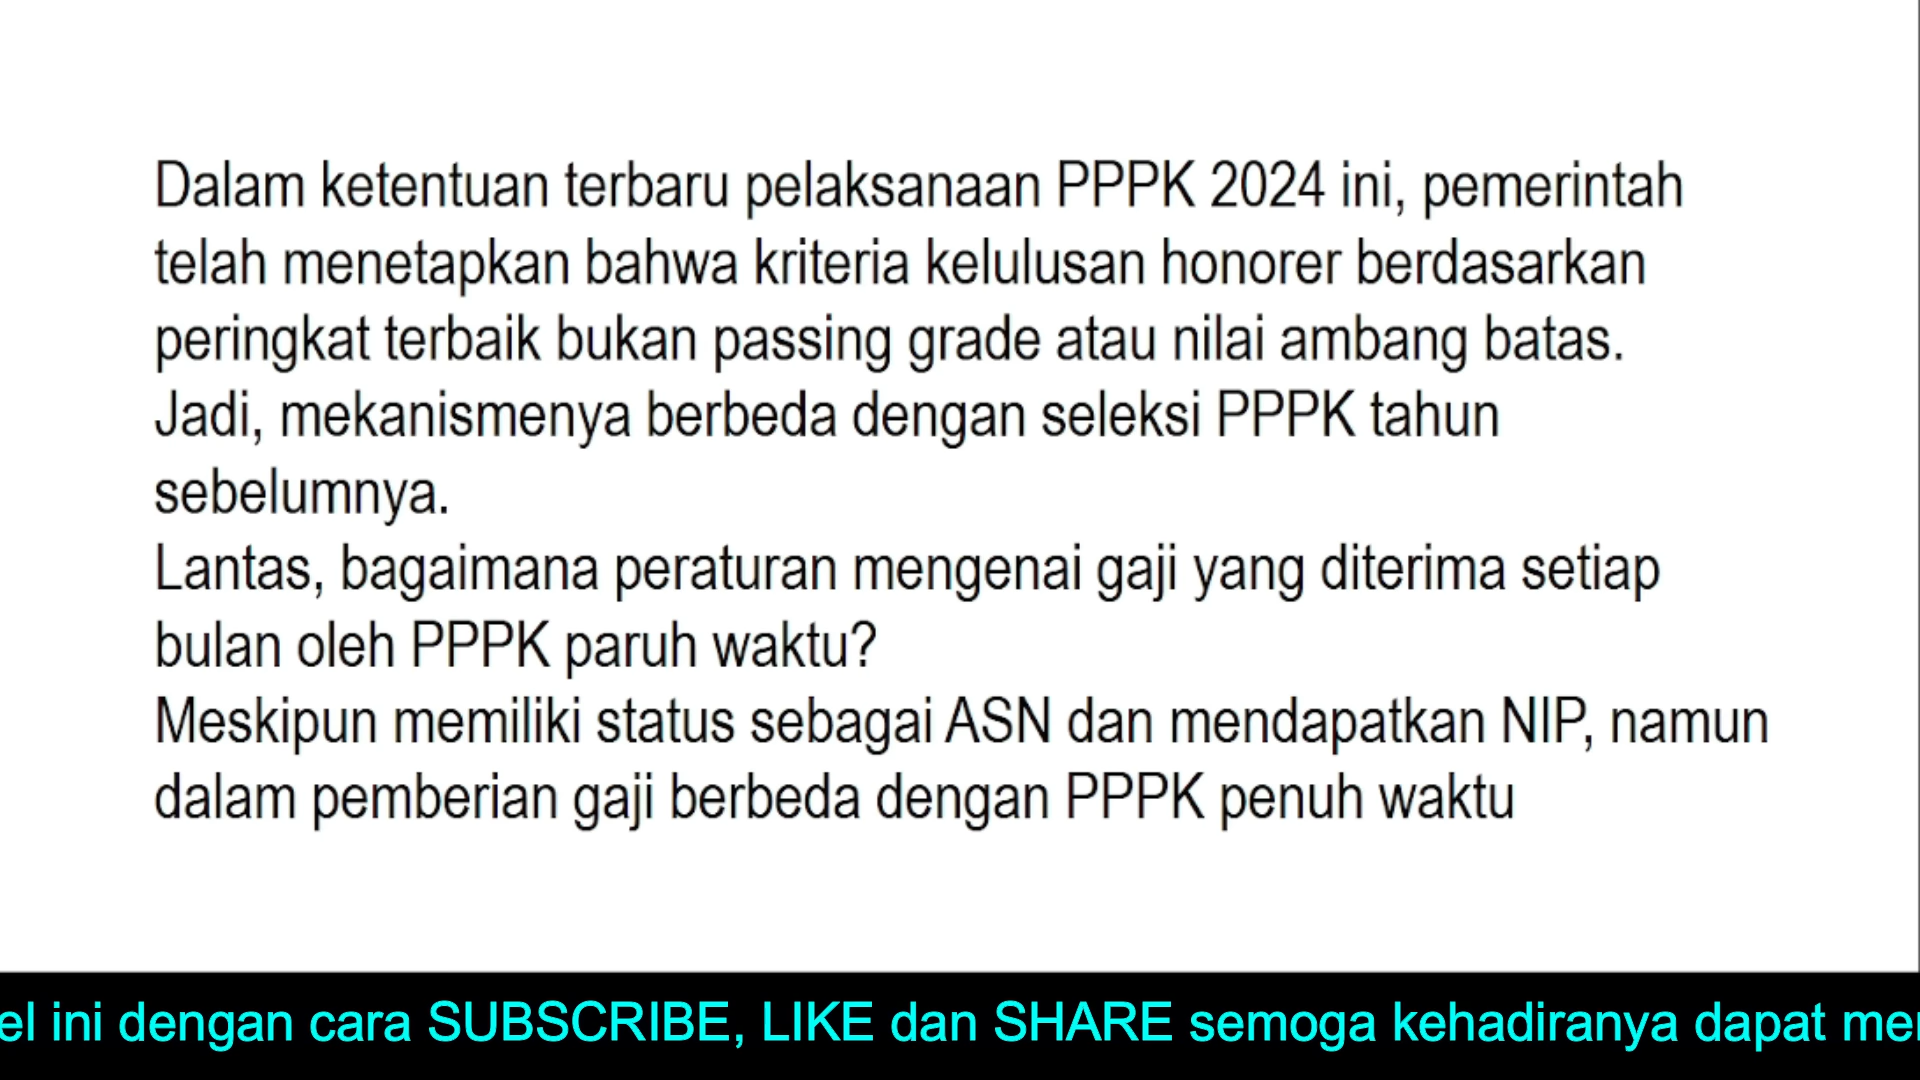 Dalam ketentuan terbaru pelaksanaan PPPK 2024 ini, pemerintah
telah menetapkan bahwa kriteria kelulusan honorer berdasarkan
peringkat terbaik bukan passing grade atau nilai ambang batas.
Jadi, mekanismenya berbeda dengan seleksi PPPK tahun
sebelumnya.
Lantas, bagaimana peraturan mengenai gaji yang diterima setiap
bulan oleh PPPK paruh waktu?
Meskipun memiliki status sebagai ASN dan mendapatkan NIP, namun
dalam pemberian gaji berbeda dengan PPPK penuh waktu
ini dengan cara SUBSCRIBE, LIKE dan SHARE semoga kehadiranya dapat